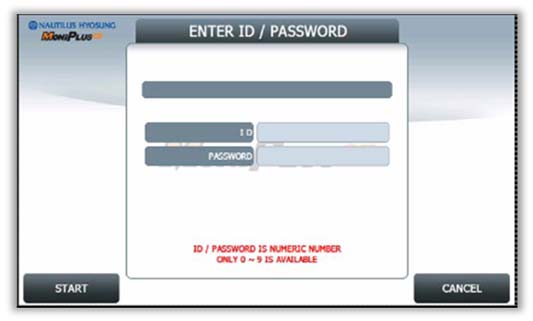 NAUTILUS HYOSUNG
MONIPLUS
ENTER ID / PASSWORD
I D
PASSWORD
ID / PASSWORD IS NUMERIC NUMBER
ONLY 0 ~ 9 IS AVAILABLE
START
CANCEL